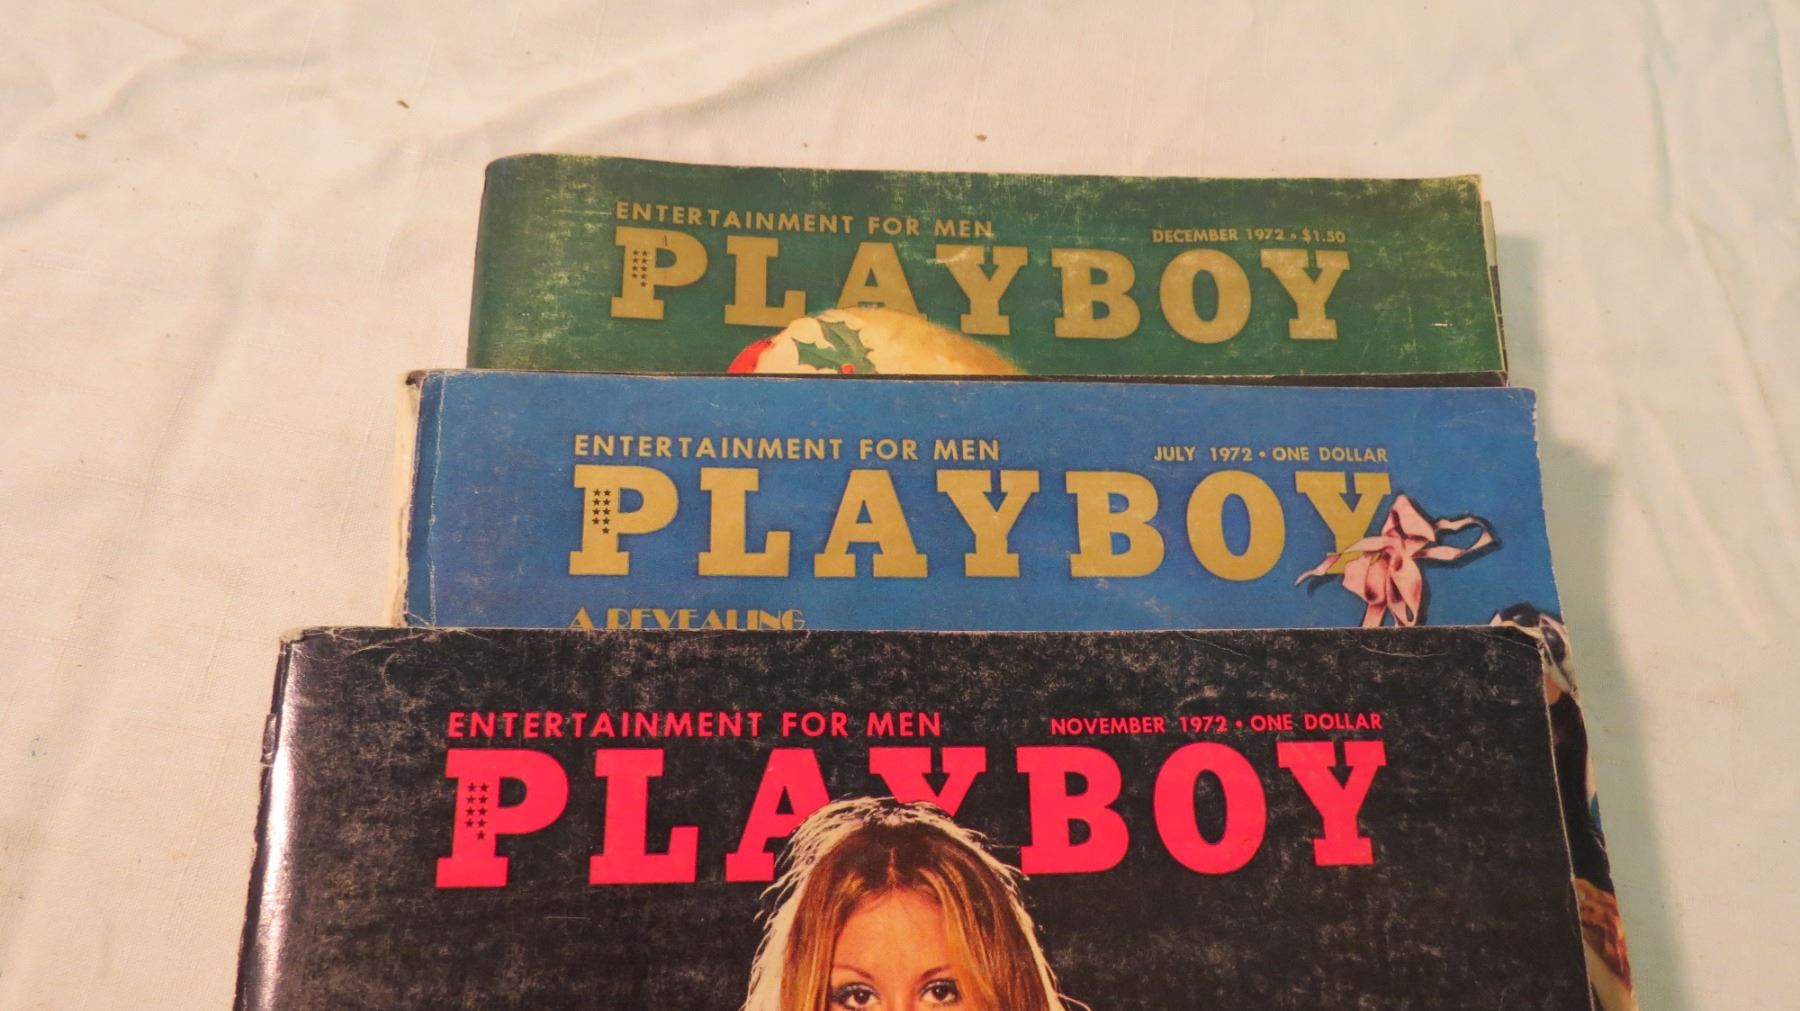 ENTERTAINMENT FOR MEN
DECEMBER 1972 • $1.50
PLAYBOY
ENTERTAINMENT FOR MEN
JULY 1972 • ONE DOLLAR
PLAYBOY
A REVEALING
ENTERTAINMENT FOR MEN
NOVEMBER 1972 • ONE DOLLAR
PLAYBOY